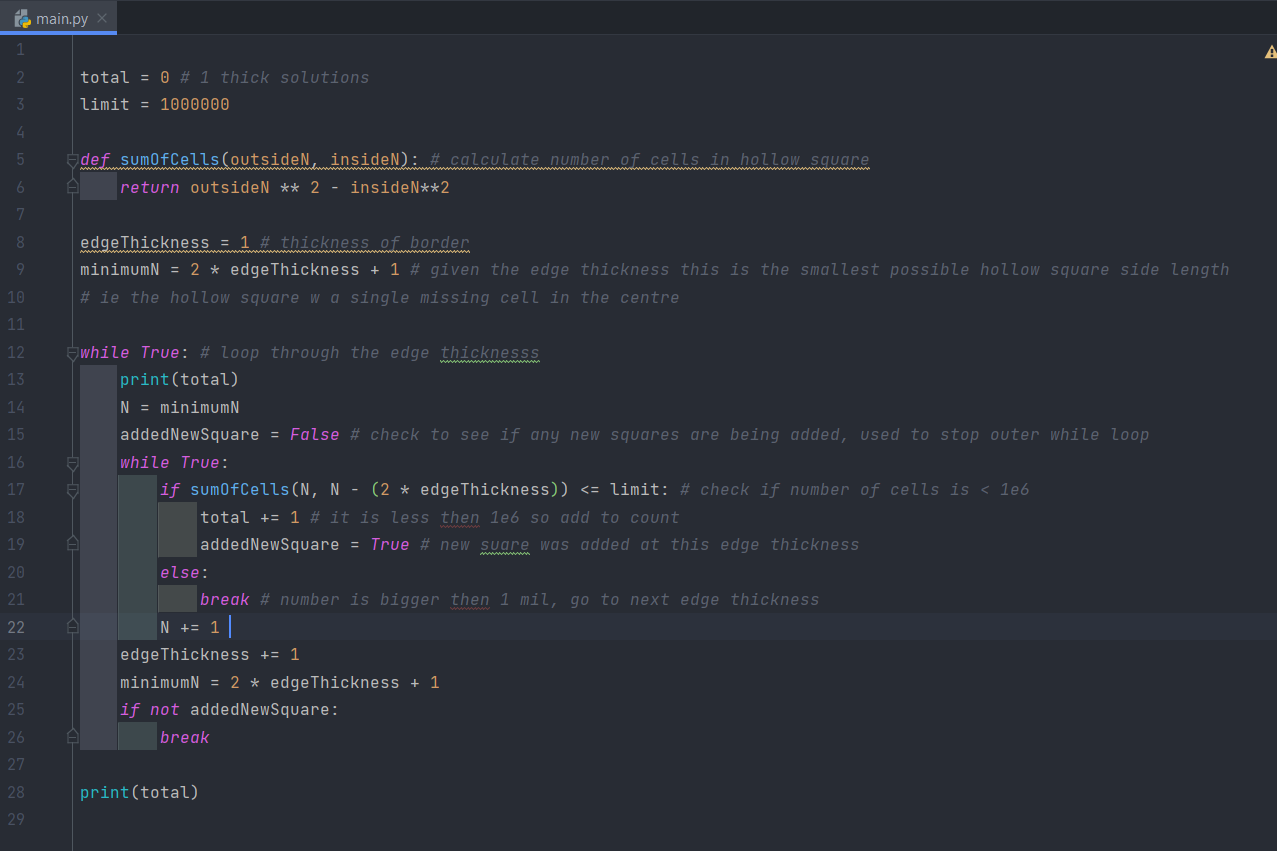 main.py
1
2 total = 0 # 1 thick solutions
3 limit = 1000000
4
5 def sumOfCells(outsideN, insideN): # calculate number of cells in hollow square
6 return outsideN ** 2 - insideN**2
7
8 edgeThickness = 1 # thickness of border
9 minimumN = 2 * edgeThickness + 1 # given the edge thickness this is the smallest possible hollow square side length
10 # ie the hollow square w a single missing cell in the centre
11
12 while True: # loop through the edge thicknesss
13 print(total)
14 N = minimumN
15 addedNewSquare = False # check to see if any new squares are being added, used to stop outer while loop
16 while True:
17 if sumOfCells(N, N - (2 * edgeThickness)) <= limit: # check if number of cells is < 1e6
18 total += 1 # it is less then 1e6 so add to count
19 addedNewSquare = True # new suqre was added at this edge thickness
20 else:
21 break # number is bigger then 1 mil, go to next edge thickness
22 N += 1
23 edgeThickness += 1
24 minimumN = 2 * edgeThickness + 1
25 if not addedNewSquare:
26 break
27
28 print(total)
29